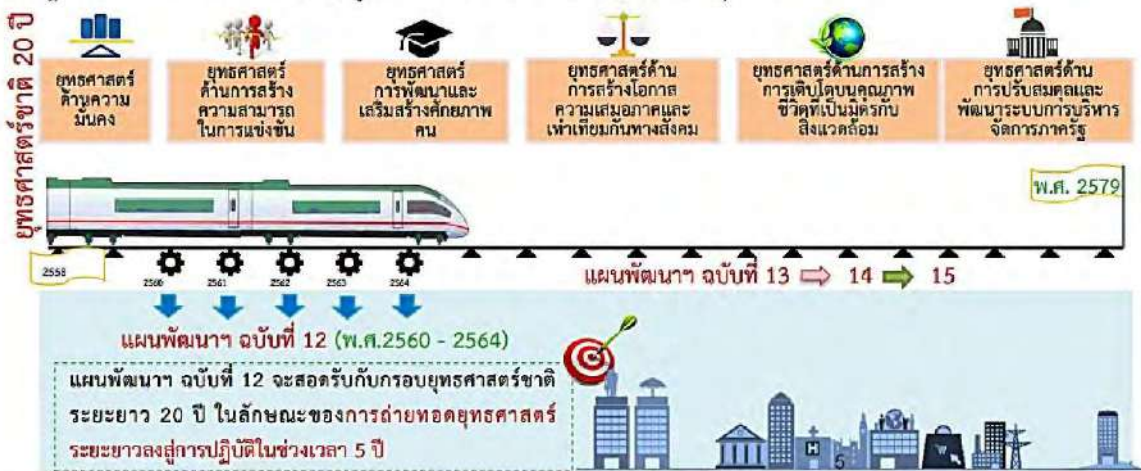 ยุทธศาสตร์ชาติ 20 ปี
ยุทธศาสตร์
ด้านความ
มั่นคง
ยุทธศาสตร์
ด้านการสร้าง
ความสามารถ
ในการแข่งขัน
ยุทธศาสตร์
การพัฒนาและ
เสริมสร้างศักยภาพ
คน
ยุทธศาสตร์ด้าน
การสร้างโอกาส
ความเสมอภาคและ
เท่าเทียมกันทางสังคม
ยุทธศาสตร์ด้านการสร้าง
การเติบโตบนคุณภาพ
ชีวิตที่เป็นมิตรกับ
สิ่งแวดล้อม
ยุทธศาสตร์ด้าน
การปรับสมดุลและ
พัฒนาระบบการบริหาร
จัดการภาครัฐ
พ.ศ. 2579
2558
2560 2561 2562 2563 2564
แผนพัฒนาฯ ฉบับที่ 13 14 15
แผนพัฒนาฯ ฉบับที่ 12 (พ.ศ.2560 - 2564)
แผนพัฒนาฯ ฉบับที่ 12 จะสอดรับกับกรอบยุทธศาสตร์ชาติ
ระยะยาว 20 ปี ในลักษณะของการถ่ายทอดยุทธศาสตร์
ระยะยาวลงสู่การปฏิบัติในช่วงเวลา 5 ปี
H
5